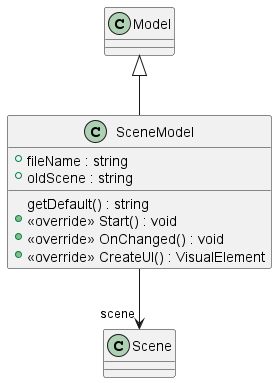 C Model
C SceneModel
fileName : string
oldScene : string
getDefault() : string
«override» Start() : void
«override» OnChanged() : void
«override» CreateUI() : VisualElement
scene
C Scene